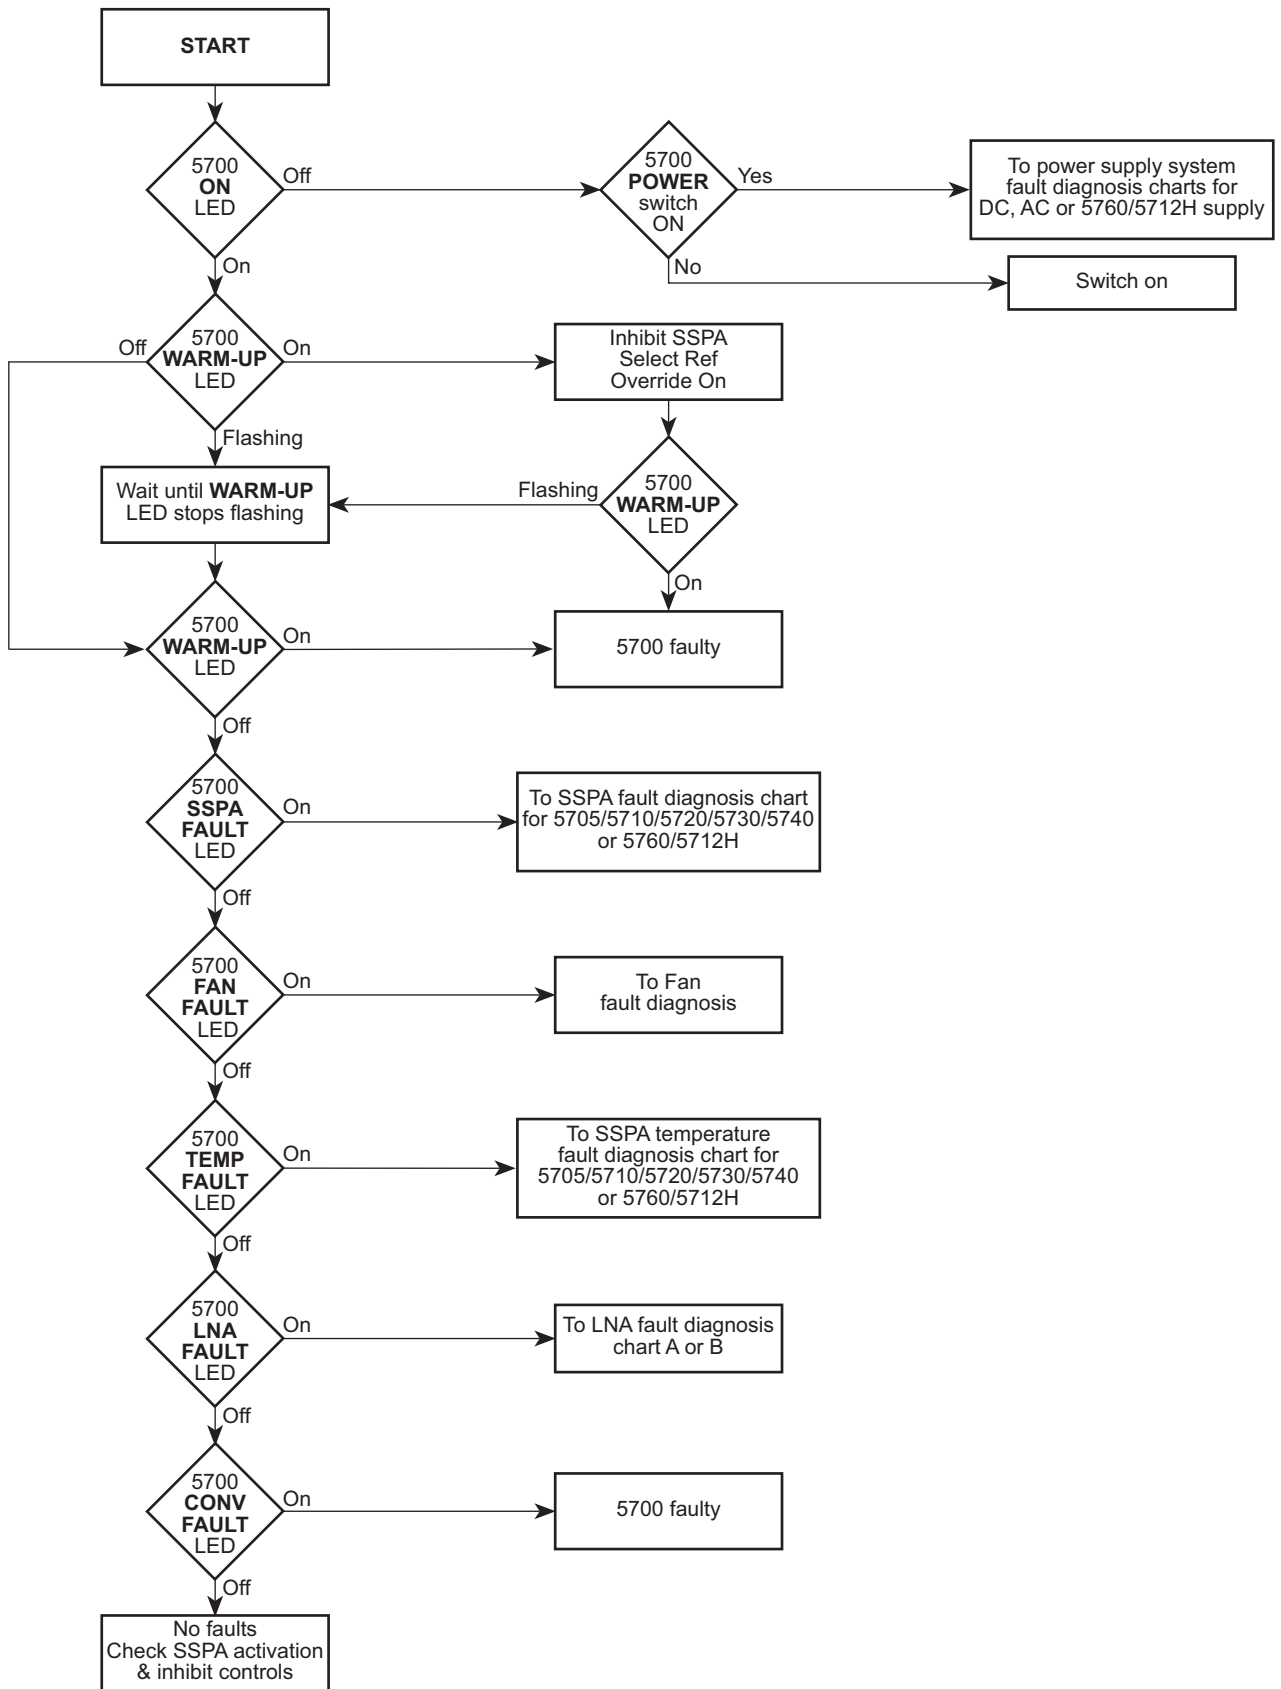 START
5700
ON
LED
Off
5700
POWER
switch
ON
Yes
To power supply system
fault diagnosis charts for
DC, AC or 5760/5712H supply
No
Switch on
On
5700
WARM-UP
LED
Off
On
Inhibit SSPA
Select Ref
Override On
Flashing
Wait until WARM-UP
LED stops flashing
Flashing
5700
WARM-UP
LED
On
5700
WARM-UP
LED
On
5700 faulty
Off
5700
SSPA
FAULT
LED
On
To SSPA fault diagnosis chart
for 5705/5710/5720/5730/5740
or 5760/5712H
Off
5700
FAN
FAULT
LED
On
To Fan
fault diagnosis
Off
5700
TEMP
FAULT
LED
On
To SSPA temperature
fault diagnosis chart for
5705/5710/5720/5730/5740
or 5760/5712H
Off
5700
LNA
FAULT
LED
On
To LNA fault diagnosis
chart A or B
Off
5700
CONV
FAULT
LED
On
5700 faulty
Off
No faults
Check SSPA activation
& inhibit controls